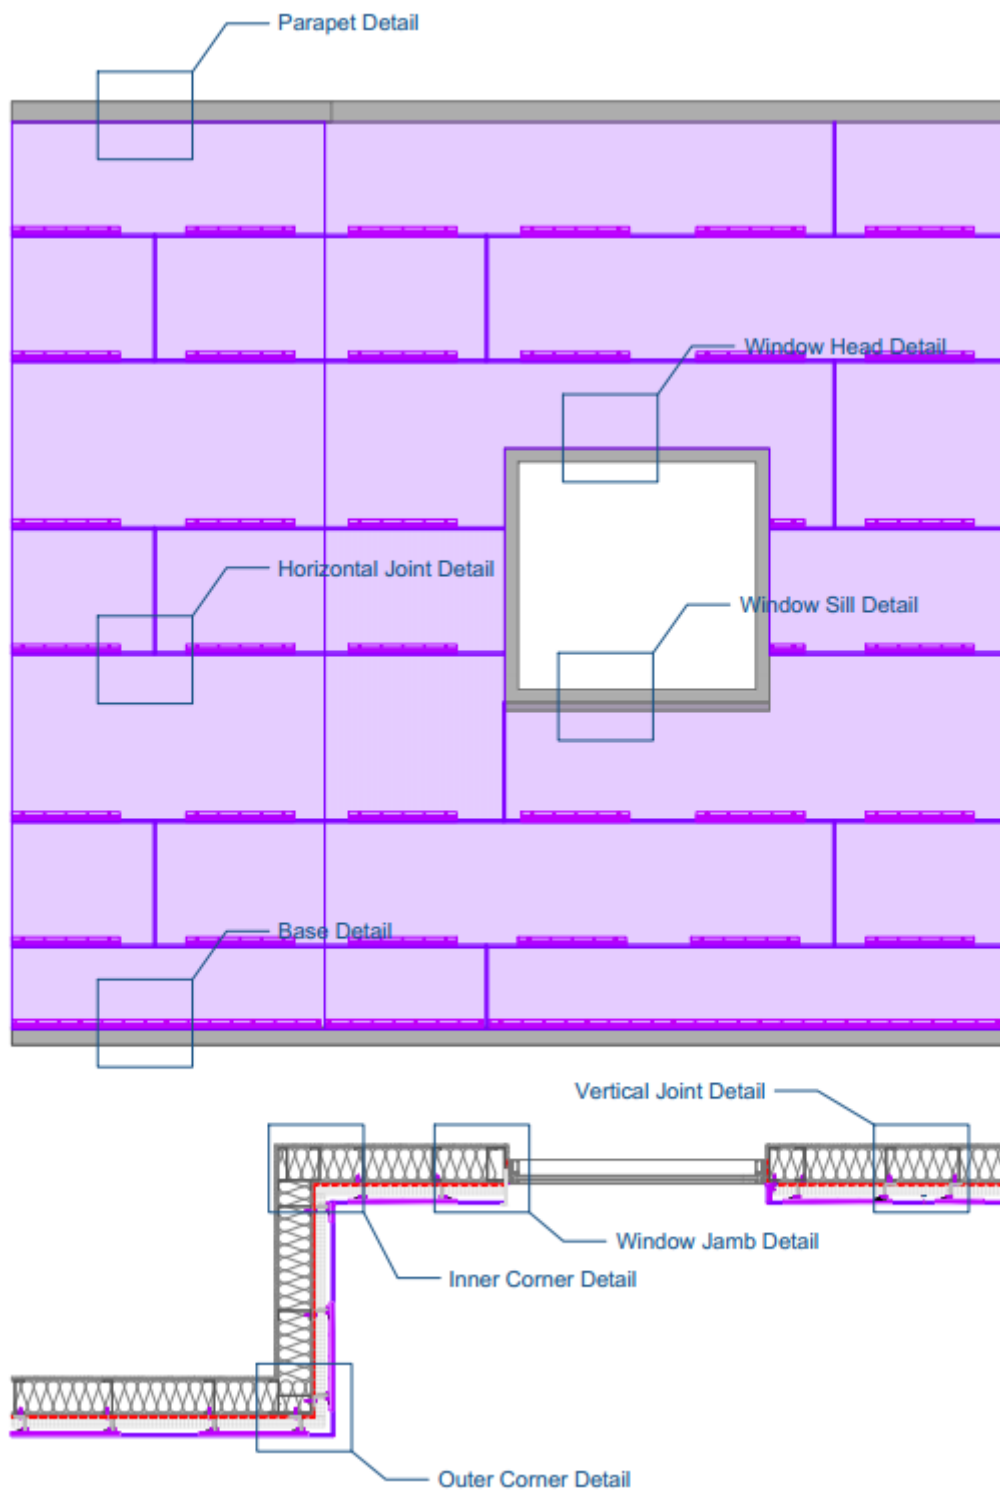 Parapet Detail
Window Head Detail
Horizontal Joint Detail
Window Sill Detail
Base Detail
Vertical Joint Detail
Window Jamb Detail
Inner Corner Detail
Outer Corner Detail